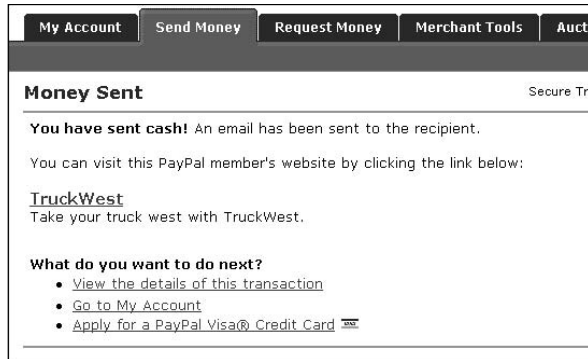 My Account Send Money Request Money Merchant Tools Auct
Money Sent Secure Tr
You have sent cash! An email has been sent to the recipient.
You can visit this PayPal member's website by clicking the link below:
TruckWest
Take your truck west with TruckWest.
What do you want to do next?
• View the details of this transaction
• Go to My Account
• Apply for a PayPal Visa® Credit Card